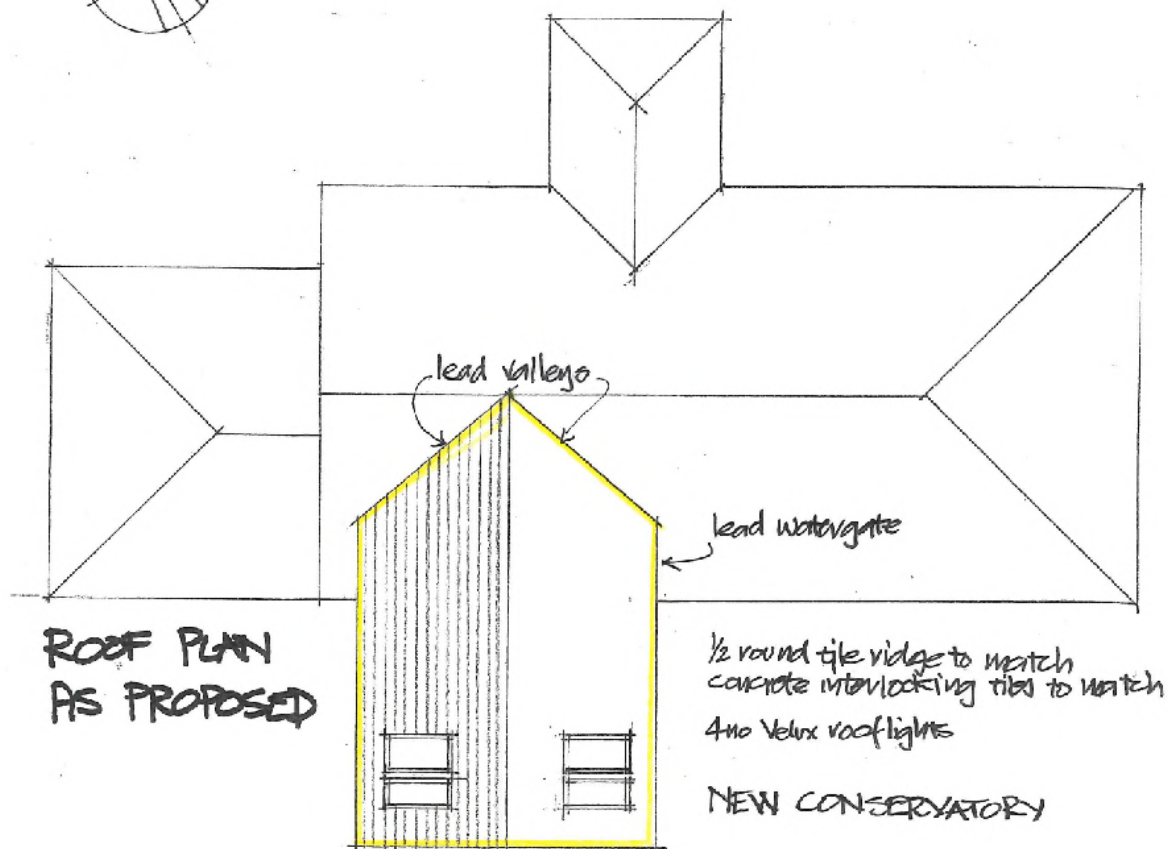 lead valleys
lead watergate
ROOF PLAN
AS PROPOSED
1/2 round tile ridge to match
concrete interlocking tiles to match
4no Velux rooflights
NEW CONSERVATORY